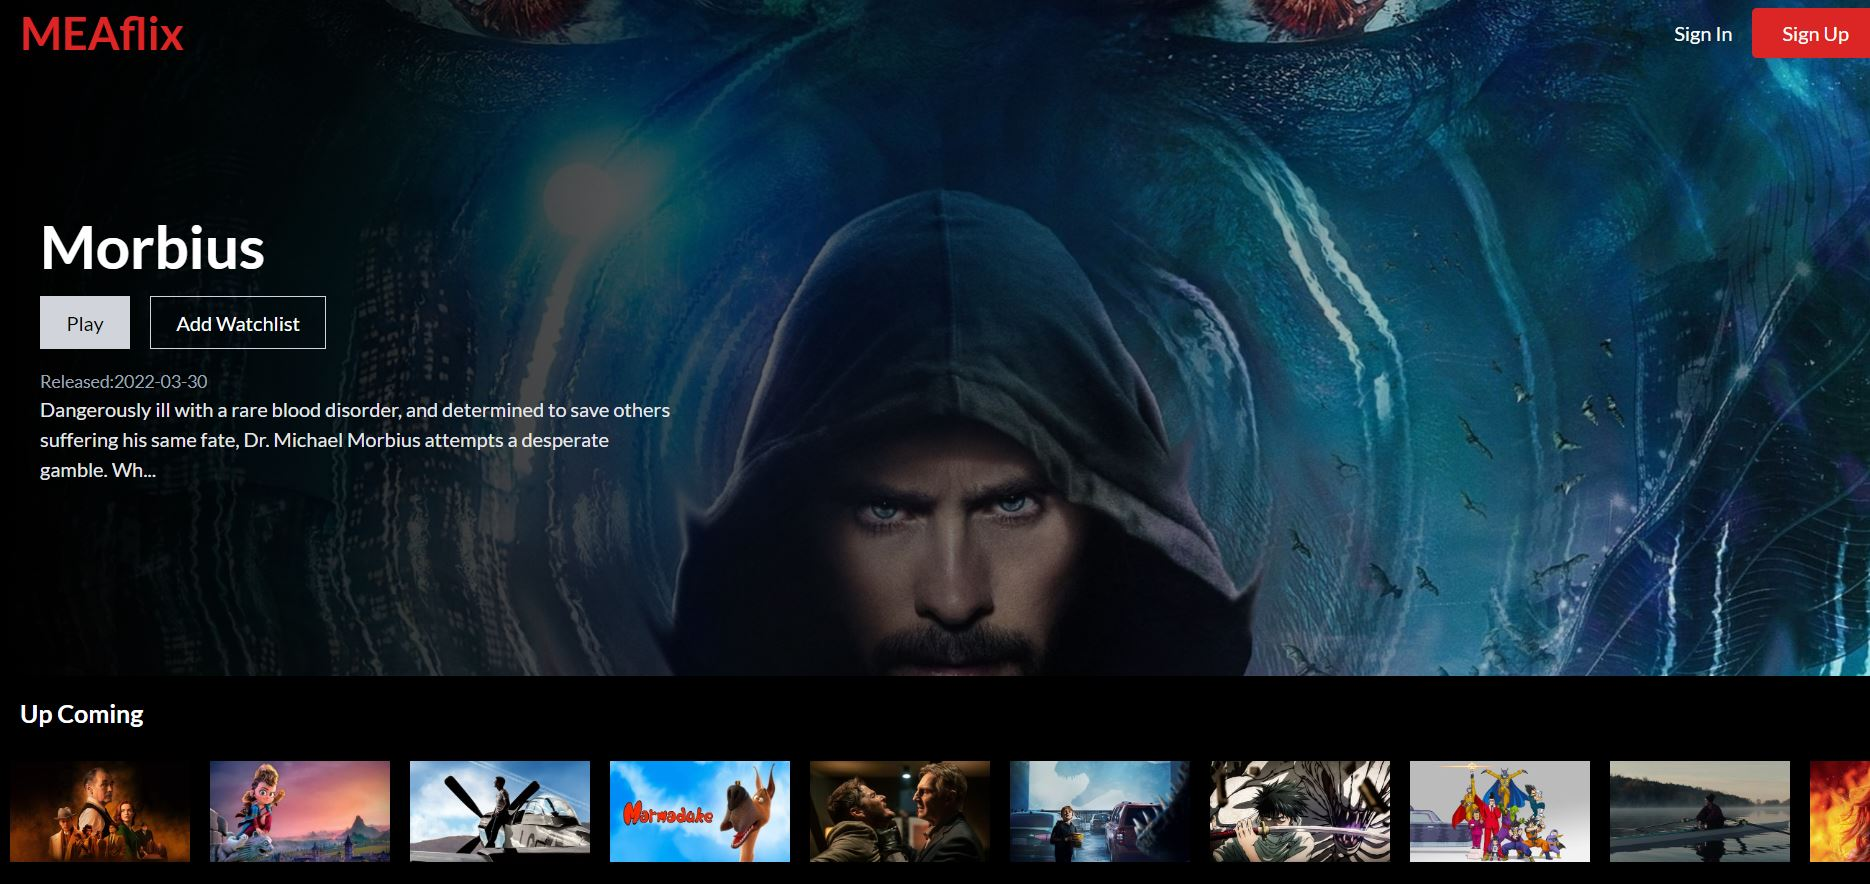 MEAflix
Sign In
Sign Up
Morbius
Play
Add Watchlist
Released:2022-03-30
Dangerously ill with a rare blood disorder, and determined to save others
suffering his same fate, Dr. Michael Morbius attempts a desperate
gamble. Wh...
Up Coming
Marmaduke